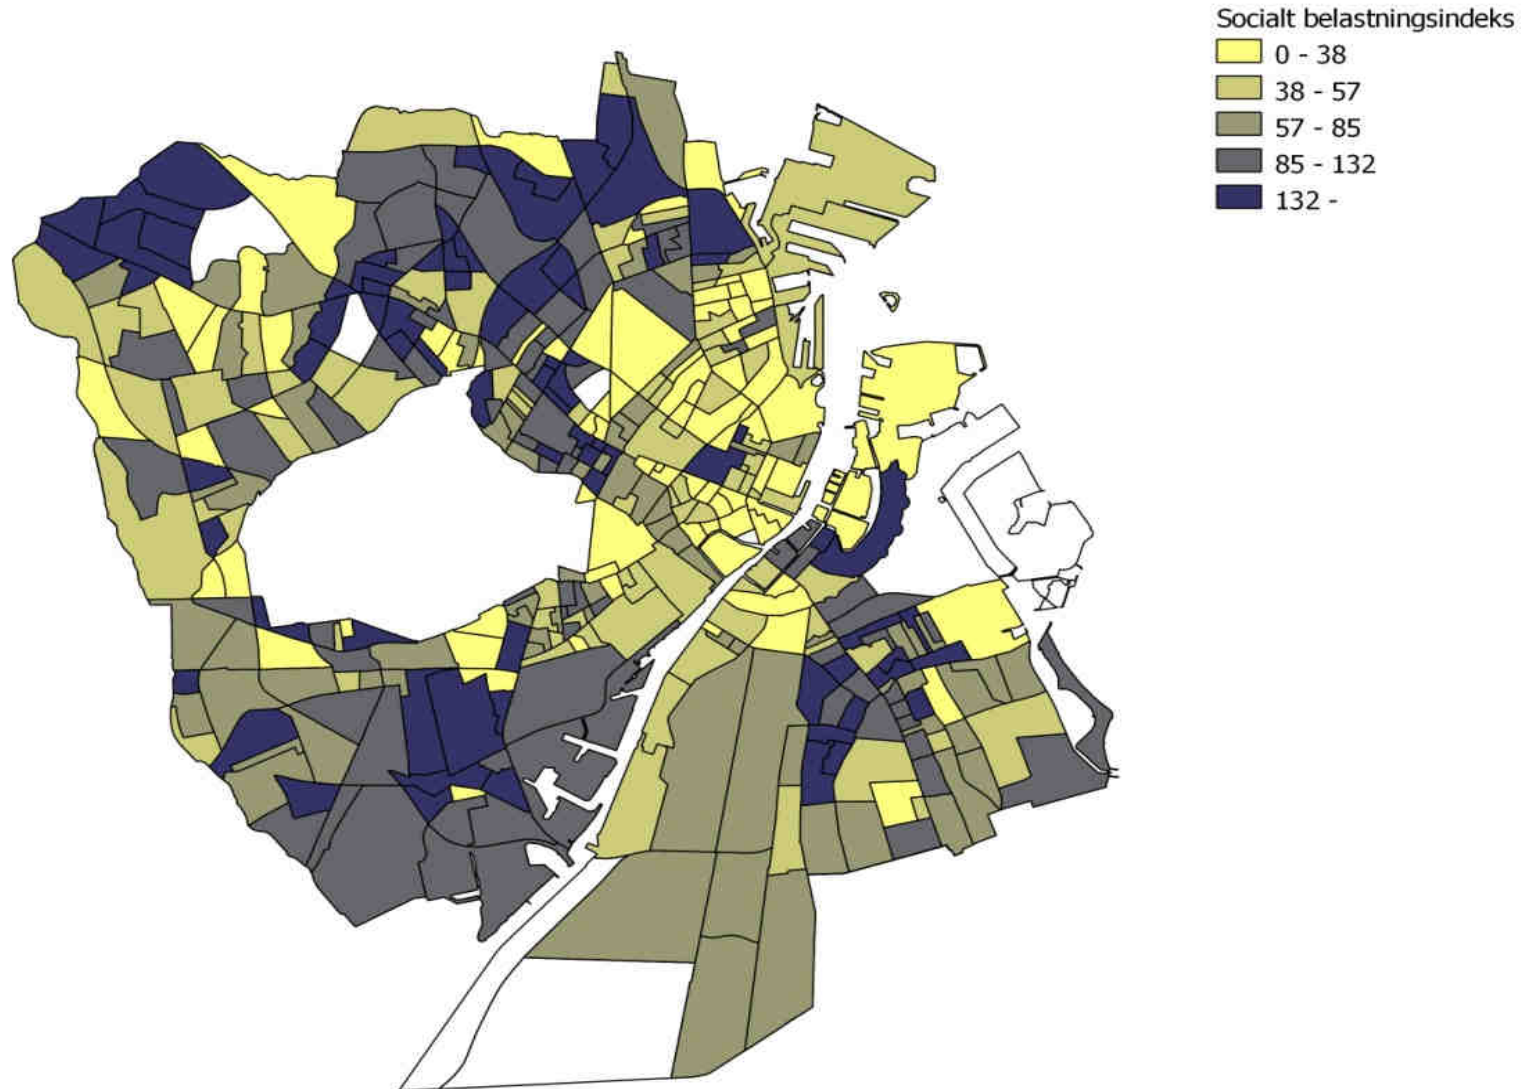 Socialt belastningsindeks
0 - 38
38 - 57
57 - 85
85 - 132
132 -